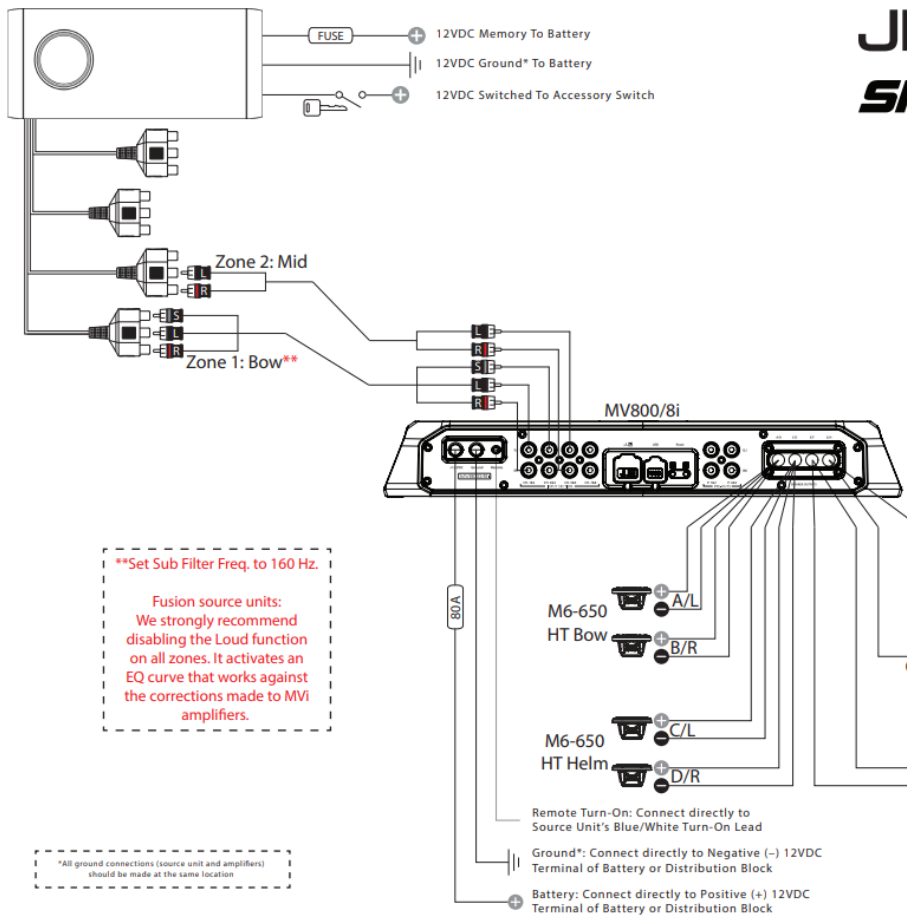 FUSE
12VDC Memory To Battery
12VDC Ground* To Battery
12VDC Switched To Accessory Switch
L
Zone 2: Mid
R
S
L
R
Zone 1: Bow**
L
R
S
L
R
MV800/8i
**Set Sub Filter Freq. to 160 Hz.
Fusion source units:
We strongly recommend
disabling the Loud function
on all zones. It activates an
EQ curve that works against
the corrections made to MVi
amplifiers.
80A
M6-650
HT Bow
A/L
B/R
M6-650
HT Helm
C/L
D/R
Remote Turn-On: Connect directly to
Source Unit's Blue/White Turn-On Lead
Ground*: Connect directly to Negative (–) 12VDC
Terminal of Battery or Distribution Block
Battery: Connect directly to Positive (+) 12VDC
Terminal of Battery or Distribution Block
*All ground connections (source unit and amplifiers)
should be made at the same location